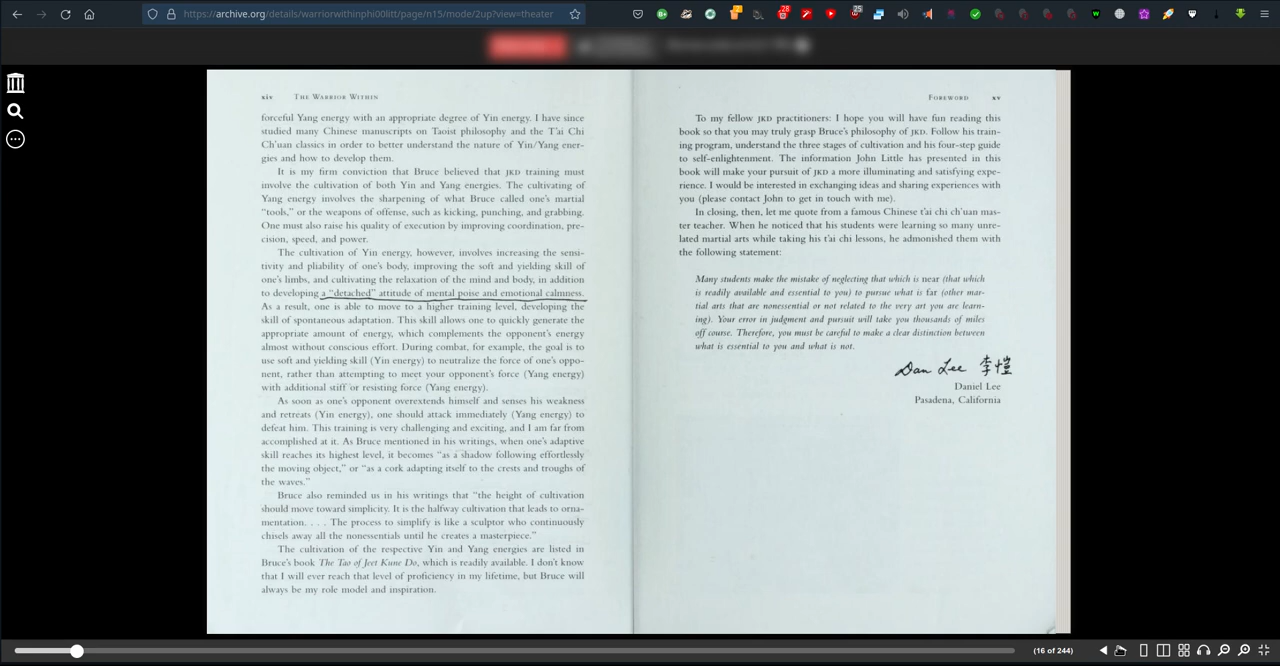 https://archive.org/details/warriorwithinphi00litt/page/n15/mode/2up?view=theater
28
25
xiv THE WARRIOR WITHIN
forceful Yang energy with an appropriate degree of Yin energy. I have since
studied many Chinese manuscripts on Taoist philosophy and the T'ai Chi
Ch'uan classics in order to better understand the nature of Yin/Yang ener-
gies and how to develop them.
It is my firm conviction that Bruce believed that JKD training must
involve the cultivation of both Yin and Yang energies. The cultivating of
Yang energy involves the sharpening of what Bruce called one's martial
“tools,” or the weapons of offense, such as kicking, punching, and grabbing.
One must also raise his quality of execution by improving coordination, pre-
cision, speed, and power.
The cultivation of Yin energy, however, involves increasing the sensi-
tivity and pliability of one's body, improving the soft and yielding skill of
one's limbs, and cultivating the relaxation of the mind and body, in addition
to developing a “detached” attitude of mental poise and emotional calmness.
As a result, one is able to move to a higher training level, developing the
skill of spontaneous adaptation. This skill allows one to quickly generate the
appropriate amount of energy, which complements the opponent's energy
almost without conscious effort. During combat, for example, the goal is to
use soft and yielding skill (Yin energy) to neutralize the force of one's oppo-
nent, rather than attempting to meet your opponent's force (Yang energy)
with additional stiff or resisting force (Yang energy).
As soon as one's opponent overextends himself and senses his weakness
and retreats (Yin energy), one should attack immediately (Yang energy) to
defeat him. This training is very challenging and exciting, and I am far from
accomplished at it. As Bruce mentioned in his writings, when one's adaptive
skill reaches its highest level, it becomes “as a shadow following effortlessly
the moving object,” or “as a cork adapting itself to the crests and troughs of
the waves.”
Bruce also reminded us in his writings that “the height of cultivation
should move toward simplicity. It is the halfway cultivation that leads to orna-
mentation. . . . The process to simplify is like a sculptor who continuously
chisels away all the nonessentials until he creates a masterpiece.”
The cultivation of the respective Yin and Yang energies are listed in
Bruce's book The Tao of Jeet Kune Do, which is readily available. I don't know
that I will ever reach that level of proficiency in my lifetime, but Bruce will
always be my role model and inspiration.
FOREWORD xv
To my fellow JKD practitioners: I hope you will have fun reading this
book so that you may truly grasp Bruce's philosophy of JKD. Follow his train-
ing program, understand the three stages of cultivation and his four-step guide
to self-enlightenment. The information John Little has presented in this
book will make your pursuit of JKD a more illuminating and satisfying expe-
rience. I would be interested in exchanging ideas and sharing experiences with
you (please contact John to get in touch with me).
In closing, then, let me quote from a famous Chinese t'ai chi ch'uan mas-
ter teacher. When he noticed that his students were learning so many unre-
lated martial arts while taking his t'ai chi lessons, he admonished them with
the following statement:
Many students make the mistake of neglecting that which is near (that which
is readily available and essential to you) to pursue what is far (other mar-
tial arts that are nonessential or not related to the very art you are learn-
ing). Your error in judgment and pursuit will take you thousands of miles
off course. Therefore, you must be careful to make a clear distinction between
what is essential to you and what is not.
Dan Lee 李愷
Daniel Lee
Pasadena, California
(16 of 244)